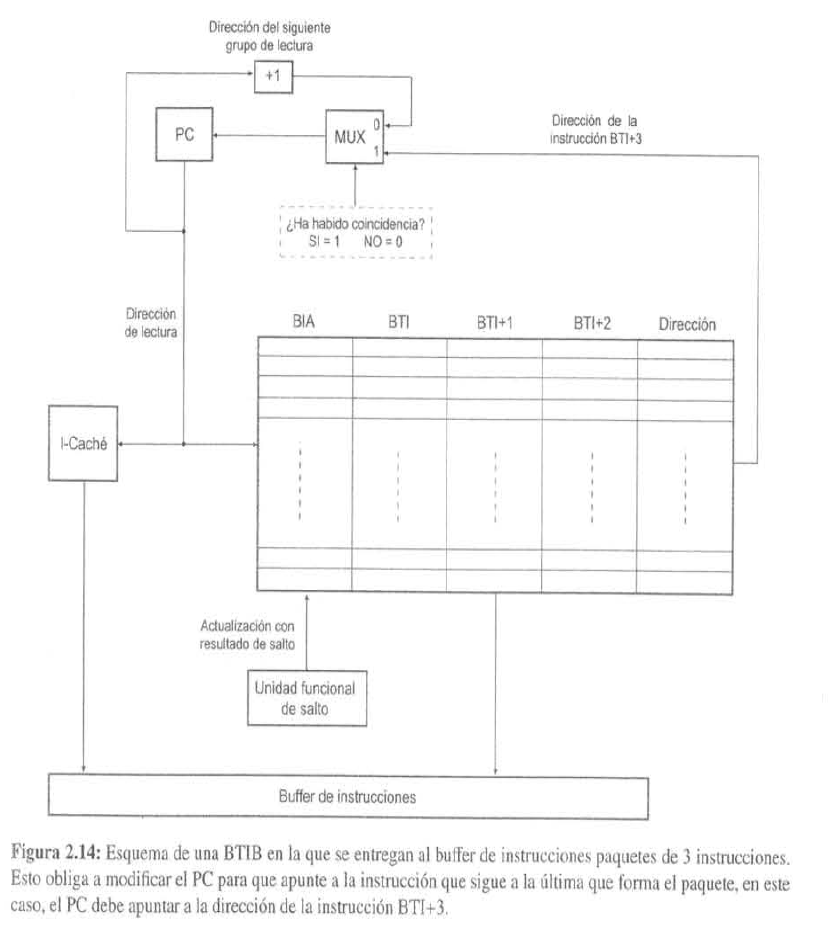 Dirección del siguiente
grupo de lectura
+1
PC
MUX
0
1
Dirección de la
instrucción BTI+3
¿Ha habido coincidencia?
SI = 1 NO = 0
Dirección
de lectura
BIA BTI BTI+1 BTI+2 Dirección
I-Caché
Actualización con
resultado de salto
Unidad funcional
de salto
Buffer de instrucciones
Figura 2.14: Esquema de una BTIB en la que se entregan al buffer de instrucciones paquetes de 3 instrucciones.
Esto obliga a modificar el PC para que apunte a la instrucción que sigue a la última que forma el paquete, en este
caso, el PC debe apuntar a la dirección de la instrucción BTI+3.